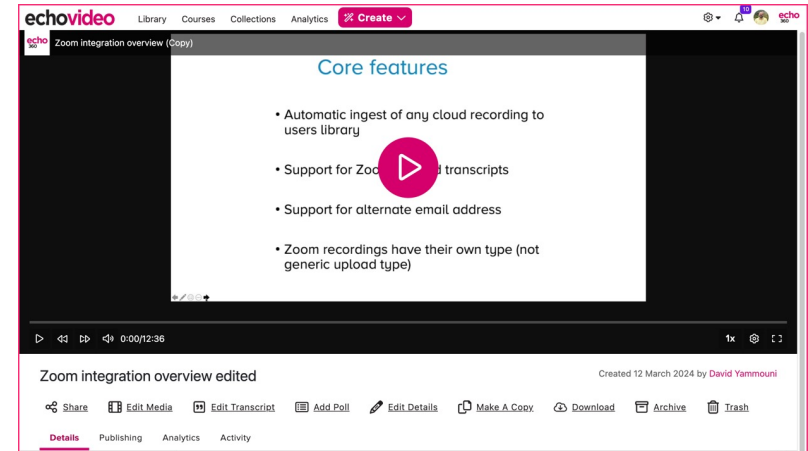 echovideo Library Courses Collections Analytics Create 10 echo 360
echo 360 Zoom integration overview (Copy)
Core features
• Automatic ingest of any cloud recording to
users library
• Support for transcripts
• Support for alternate email address
• Zoom recordings have their own type (not
generic upload type)
0:00/12:36 1x
Zoom integration overview edited Created 12 March 2024 by David Yammouni
Share Edit Media Edit Transcript Add Poll Edit Details Make A Copy Download Archive Trash
Details Publishing Analytics Activity